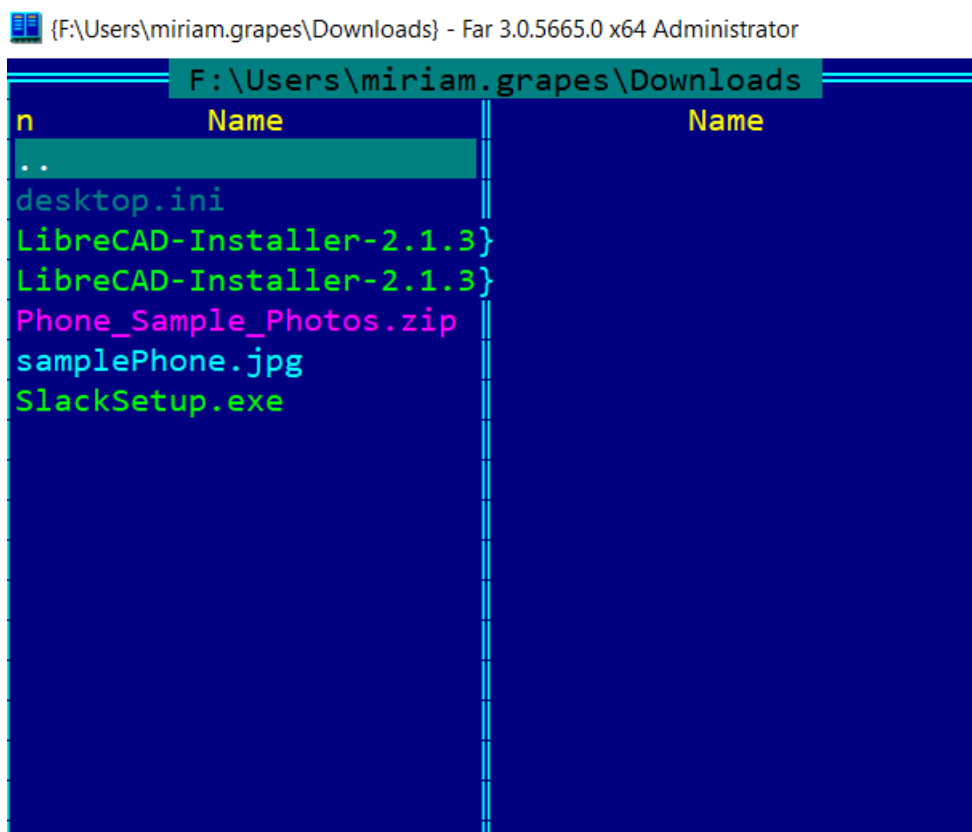 {F:\Users\miriam.grapes\Downloads} - Far 3.0.5665.0 x64 Administrator
F:\Users\miriam.grapes\Downloads
n Name Name
..
desktop.ini
LibreCAD-Installer-2.1.3}
LibreCAD-Installer-2.1.3}
Phone_Sample_Photos.zip
samplePhone.jpg
SlackSetup.exe